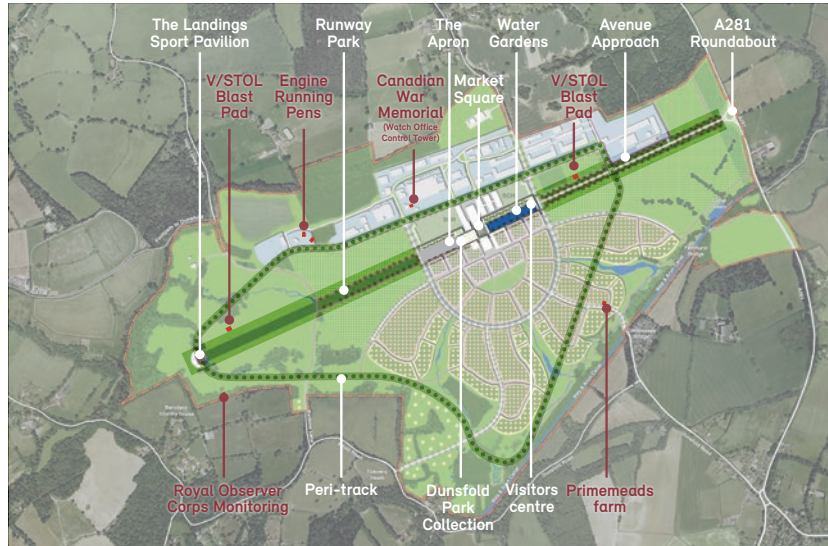 The Landings
Sport Pavilion
Runway
Park
The
Apron
Water
Gardens
Avenue
Approach
A281
Roundabout
V/STOL
Blast
Pad
Engine
Running
Pens
Canadian
War
Memorial
(Watch Office
Control Tower)
Market
Square
V/STOL
Blast
Pad
Royal Observer
Corps Monitoring
Peri-track
Dunsfold
Park
Collection
Visitors
centre
Primemeads
farm